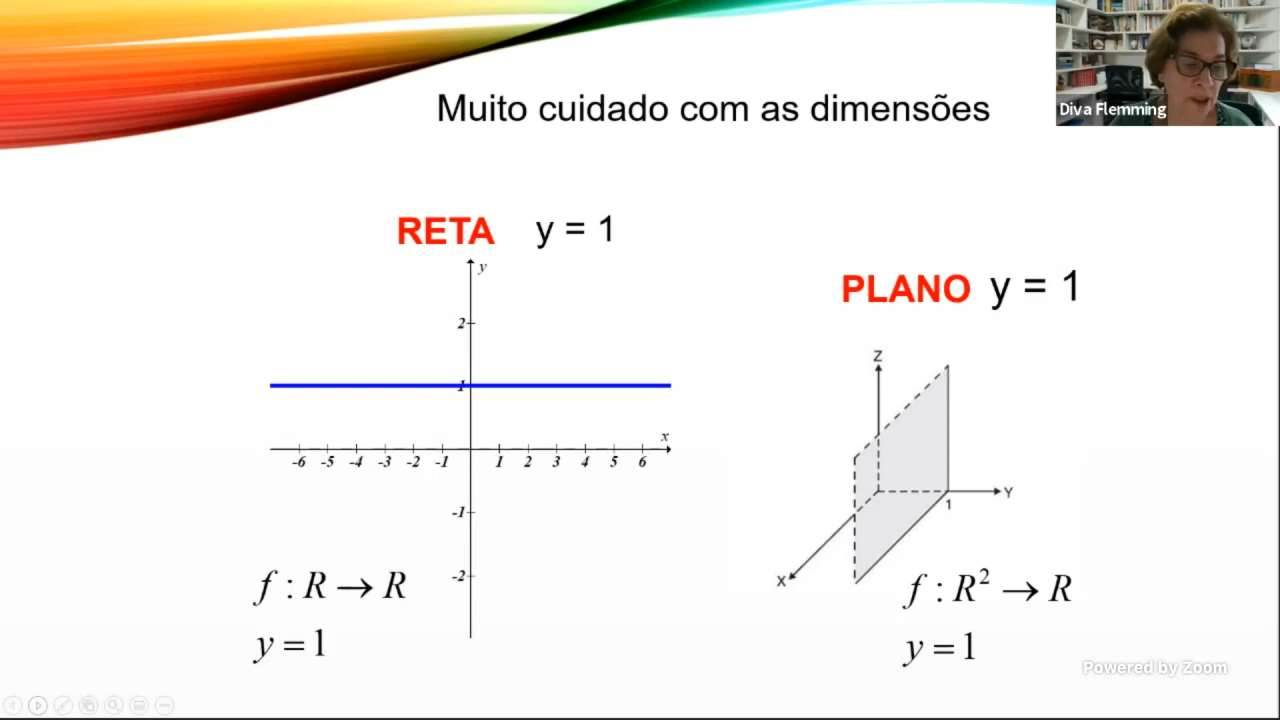 Diva Flemming
Muito cuidado com as dimensões
RETA y = 1
y
2
1
x
-6 -5 -4 -3 -2 -1 1 2 3 4 5 6
-1
-2
f : R → R
y = 1
PLANO y = 1
Z
Y
1
X
f : R² → R
y = 1
Powered by Zoom